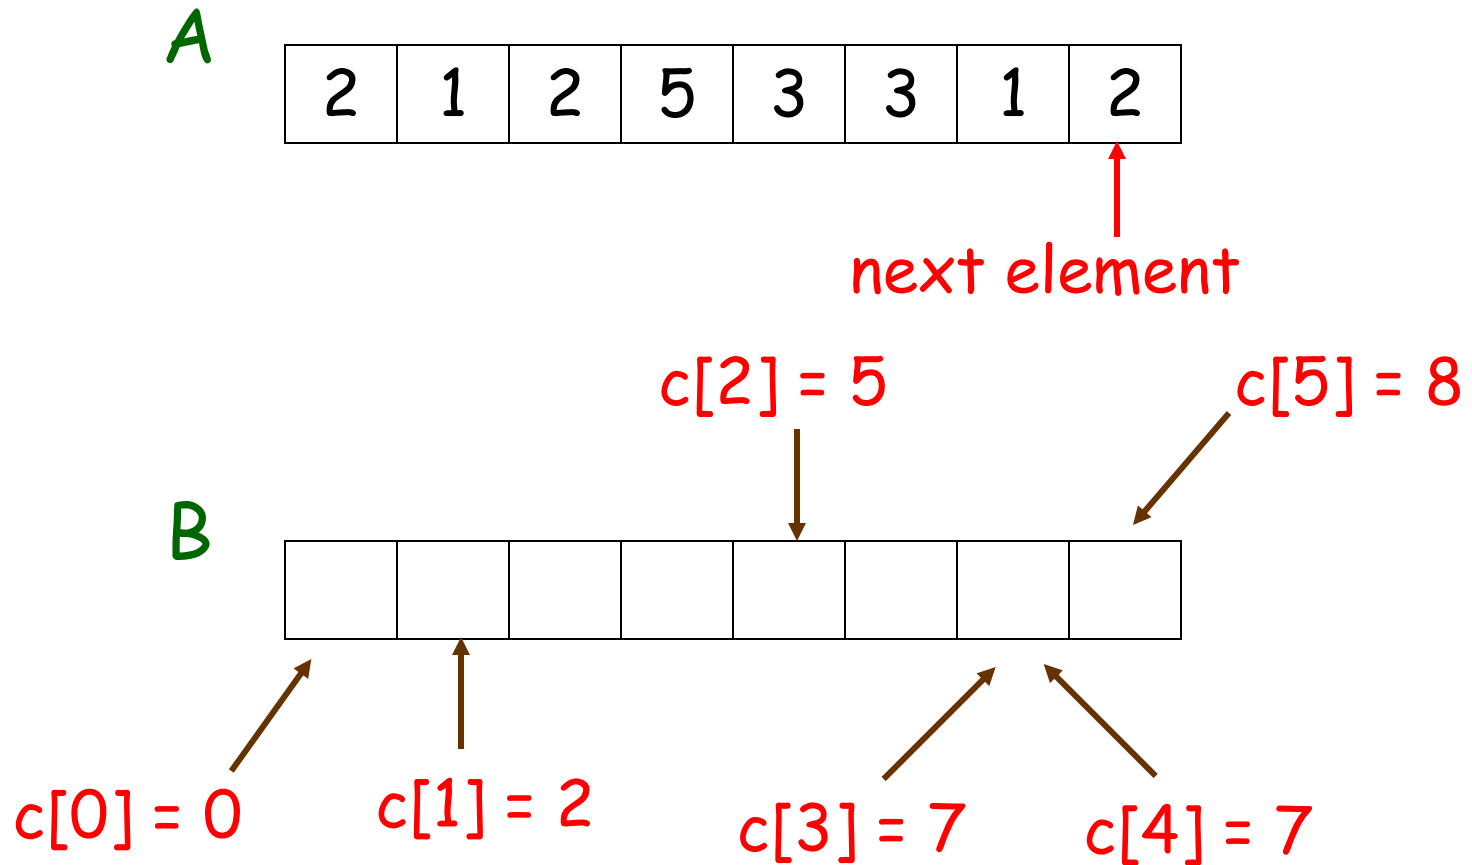 A
2 1 2 5 3 3 1 2
next element
c[2] = 5
c[5] = 8
B
c[0] = 0
c[1] = 2
c[3] = 7
c[4] = 7